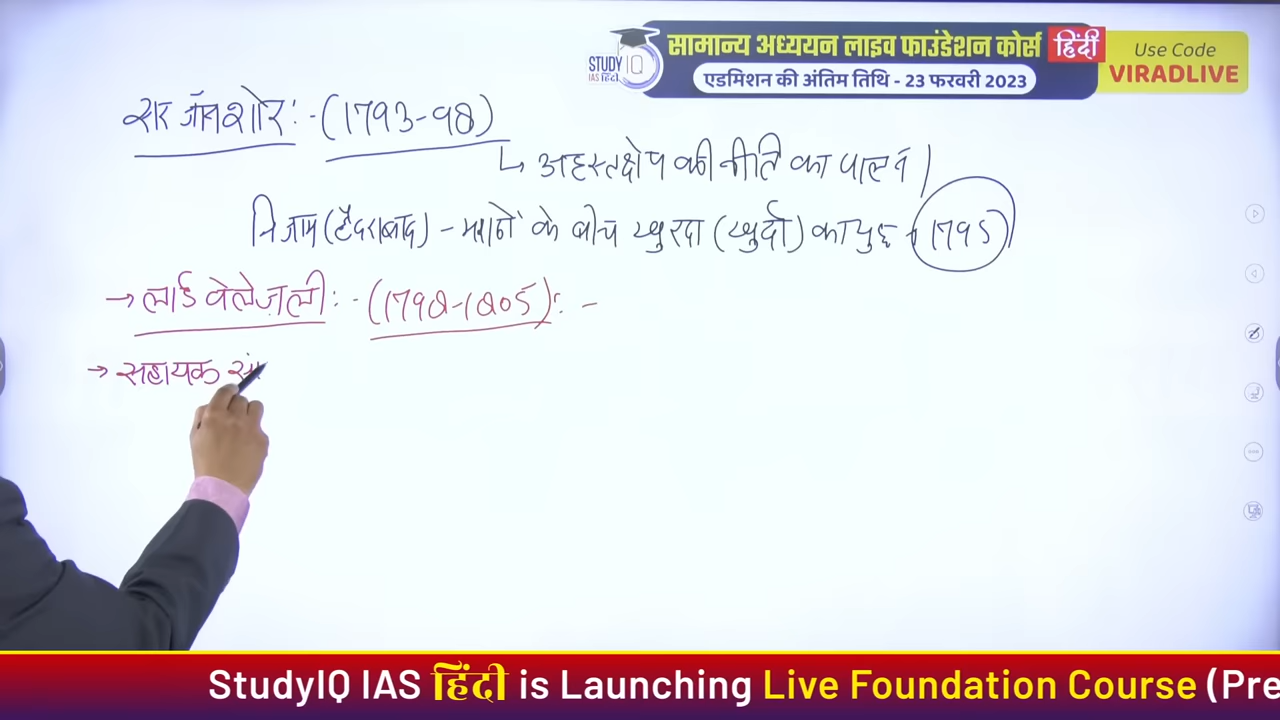 STUDY IQ
IAS हिंदी
सामान्य अध्ययन लाइव फाउंडेशन कोर्स हिंदी
एडमिशन की अंतिम तिथि - 23 फरवरी 2023
Use Code
VIRADLIVE
सर जॉन शोर :- (1793-98)
↳ अहस्तक्षेप की नीति का पालन।
निजाम (हैदराबाद) - मराठों के बीच खुरदा (खुर्दा) का युद्ध → 1795
→ लार्ड वेलेजली :- (1798-1805) : -
→ सहायक सं
StudyIQ IAS हिंदी is Launching Live Foundation Course (Pre